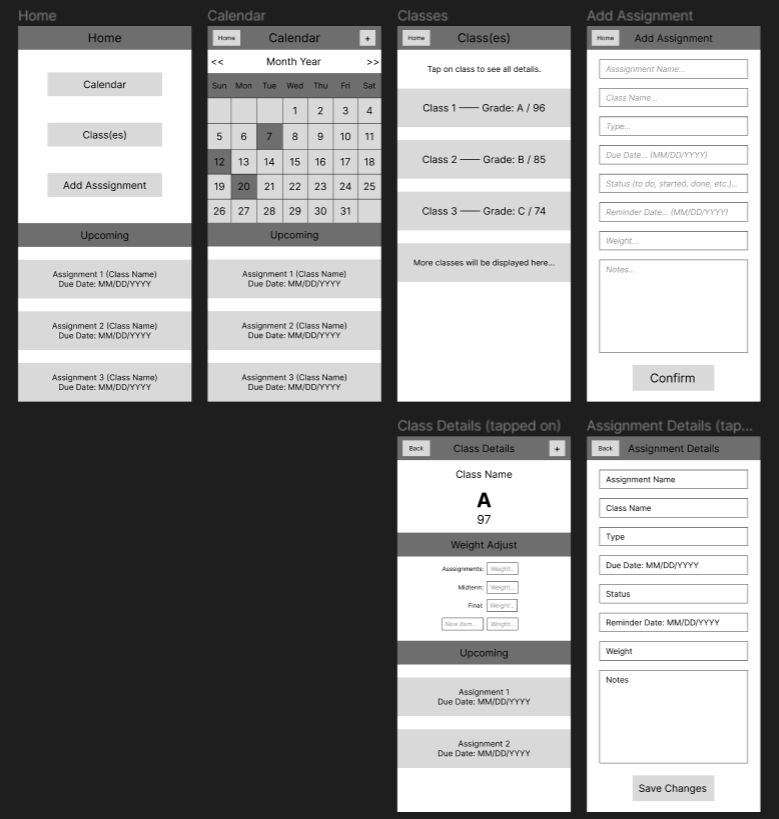 Home
Home
Calendar
Class(es)
Add Asssignment
Upcoming
Assignment 1 (Class Name)
Due Date: MM/DD/YYYY
Assignment 2 (Class Name)
Due Date: MM/DD/YYYY
Assignment 3 (Class Name)
Due Date: MM/DD/YYYY
Calendar
Home Calendar +
<< Month Year >>
Sun Mon Tue Wed Thu Fri Sat
1 2 3 4
5 6 7 8 9 10 11
12 13 14 15 16 17 18
19 20 21 22 23 24 25
26 27 28 29 30 31
Upcoming
Assignment 1 (Class Name)
Due Date: MM/DD/YYYY
Assignment 2 (Class Name)
Due Date: MM/DD/YYYY
Assignment 3 (Class Name)
Due Date: MM/DD/YYYY
Classes
Home Class(es)
Tap on class to see all details.
Class 1 —— Grade: A / 96
Class 2 —— Grade: B / 85
Class 3 —— Grade: C / 74
More classes will be displayed here...
Add Assignment
Home Add Assignment
Asssignment Name...
Class Name...
Type...
Due Date... (MM/DD/YYYY)
Status (to do, started, done, etc.)...
Reminder Date... (MM/DD/YYYY)
Weight...
Notes...
Confirm
Class Details (tapped on)
Back Class Details +
Class Name
A
97
Weight Adjust
Asssignments: Weight...
Midterm: Weight...
Final: Weight...
New Item... Weight...
Upcoming
Assignment 1
Due Date: MM/DD/YYYY
Assignment 2
Due Date: MM/DD/YYYY
Assignment Details (tap...
Back Assignment Details
Assignment Name
Class Name
Type
Due Date: MM/DD/YYYY
Status
Reminder Date: MM/DD/YYYY
Weight
Notes
Save Changes